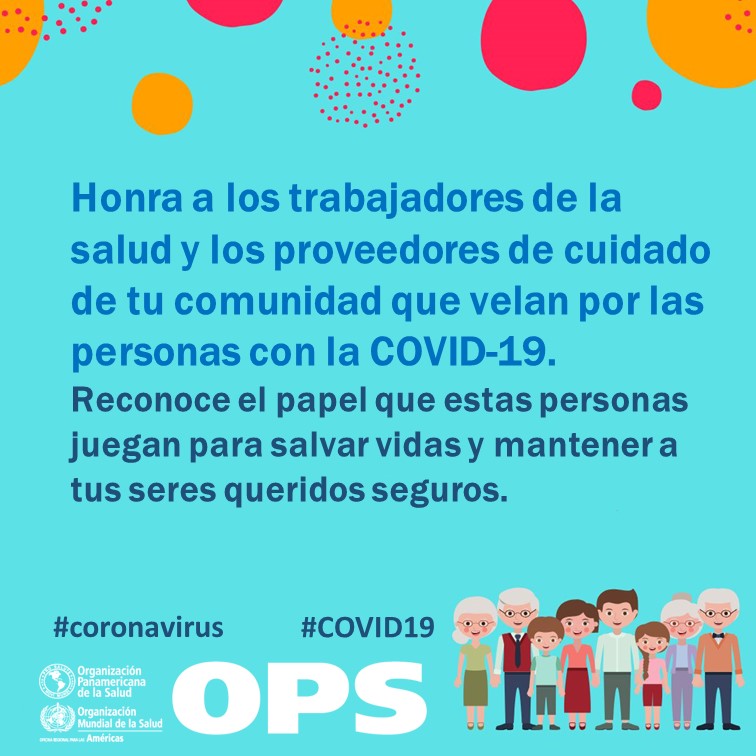 Honra a los trabajadores de la
salud y los proveedores de cuidado
de tu comunidad que velan por las
personas con la COVID-19.
Reconoce el papel que estas personas
juegan para salvar vidas y mantener a
tus seres queridos seguros.
#coronavirus #COVID19
Organización
Panamericana
de la Salud
Organización
Mundial de la Salud
OFICINA REGIONAL PARA LAS Américas
OPS